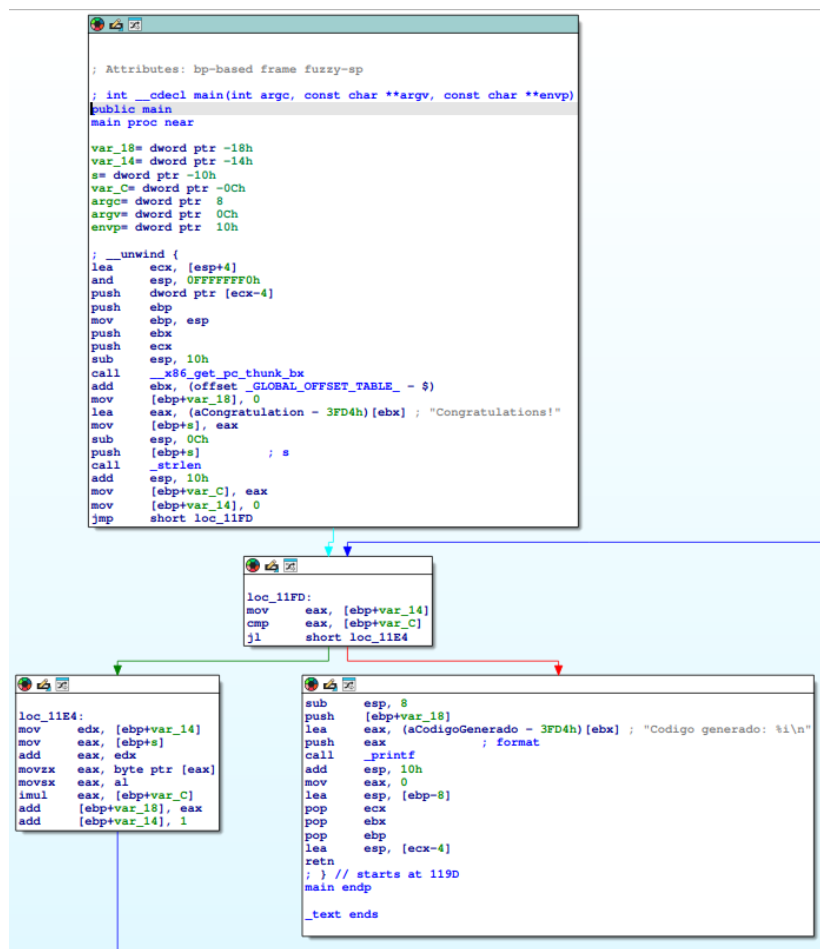 ; Attributes: bp-based frame fuzzy-sp
; int __cdecl main(int argc, const char **argv, const char **envp)
public main
main proc near
var_18= dword ptr -18h
var_14= dword ptr -14h
s= dword ptr -10h
var_C= dword ptr -0Ch
argc= dword ptr  8
argv= dword ptr  0Ch
envp= dword ptr  10h
; __unwind {
lea     ecx, [esp+4]
and     esp, 0FFFFFFF0h
push    dword ptr [ecx-4]
push    ebp
mov     ebp, esp
push    ebx
push    ecx
sub     esp, 10h
call    __x86_get_pc_thunk_bx
add     ebx, (offset _GLOBAL_OFFSET_TABLE_ - $)
mov     [ebp+var_18], 0
lea     eax, (aCongratulation - 3FD4h)[ebx] ; "Congratulations!"
mov     [ebp+s], eax
sub     esp, 0Ch
push    [ebp+s]         ; s
call    _strlen
add     esp, 10h
mov     [ebp+var_C], eax
mov     [ebp+var_14], 0
jmp     short loc_11FD
loc_11FD:
mov     eax, [ebp+var_14]
cmp     eax, [ebp+var_C]
jl      short loc_11E4
loc_11E4:
mov     edx, [ebp+var_14]
mov     eax, [ebp+s]
add     eax, edx
movzx   eax, byte ptr [eax]
movsx   eax, al
imul    eax, [ebp+var_C]
add     [ebp+var_18], eax
add     [ebp+var_14], 1
sub     esp, 8
push    [ebp+var_18]
lea     eax, (aCodigoGenerado - 3FD4h)[ebx] ; "Codigo generado: %i\n"
push    eax             ; format
call    _printf
add     esp, 10h
mov     eax, 0
lea     esp, [ebp-8]
pop     ecx
pop     ebx
pop     ebp
lea     esp, [ecx-4]
retn
; } // starts at 119D
main endp
_text ends